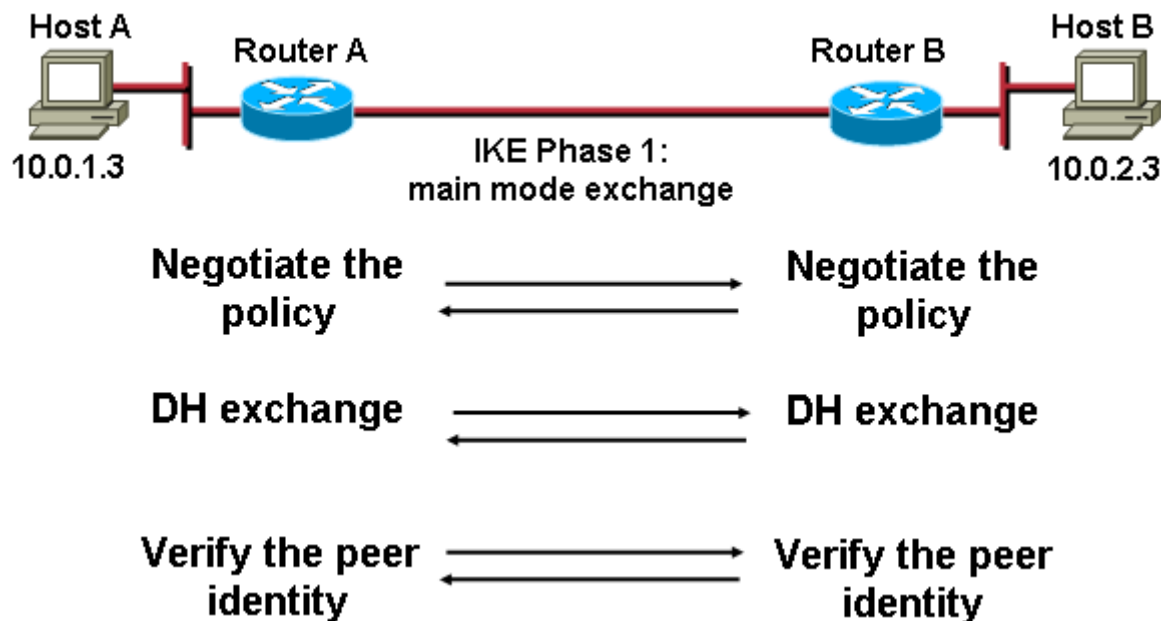 Host A
Router A
Router B
Host B
10.0.1.3
IKE Phase 1:
main mode exchange
10.0.2.3
Negotiate the
policy
Negotiate the
policy
DH exchange
DH exchange
Verify the peer
identity
Verify the peer
identity